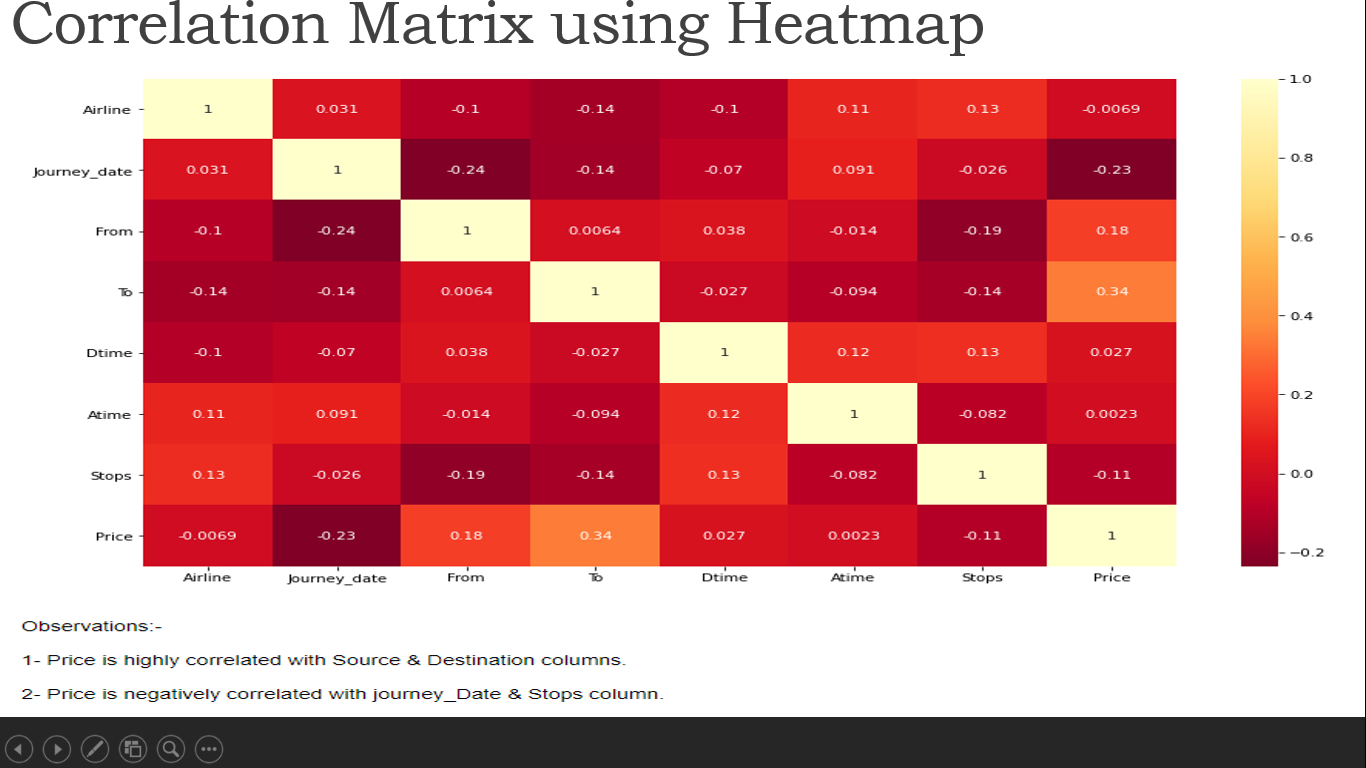 Correlation Matrix using Heatmap
1.0
Airline 1 0.031 -0.1 -0.14 -0.1 0.11 0.13 -0.0069
0.8
Journey_date 0.031 1 -0.24 -0.14 -0.07 0.091 -0.026 -0.23
From -0.1 -0.24 1 0.0064 0.038 -0.014 -0.19 0.18
0.6
To -0.14 -0.14 0.0064 1 -0.027 -0.094 -0.14 0.34
0.4
Dtime -0.1 -0.07 0.038 -0.027 1 0.12 0.13 0.027
0.2
Atime 0.11 0.091 -0.014 -0.094 0.12 1 -0.082 0.0023
Stops 0.13 -0.026 -0.19 -0.14 0.13 -0.082 1 -0.11
0.0
Price -0.0069 -0.23 0.18 0.34 0.027 0.0023 -0.11 1
−0.2
Airline Journey_date From To Dtime Atime Stops Price
Observations:-
1- Price is highly correlated with Source & Destination columns.
2- Price is negatively correlated with journey_Date & Stops column.